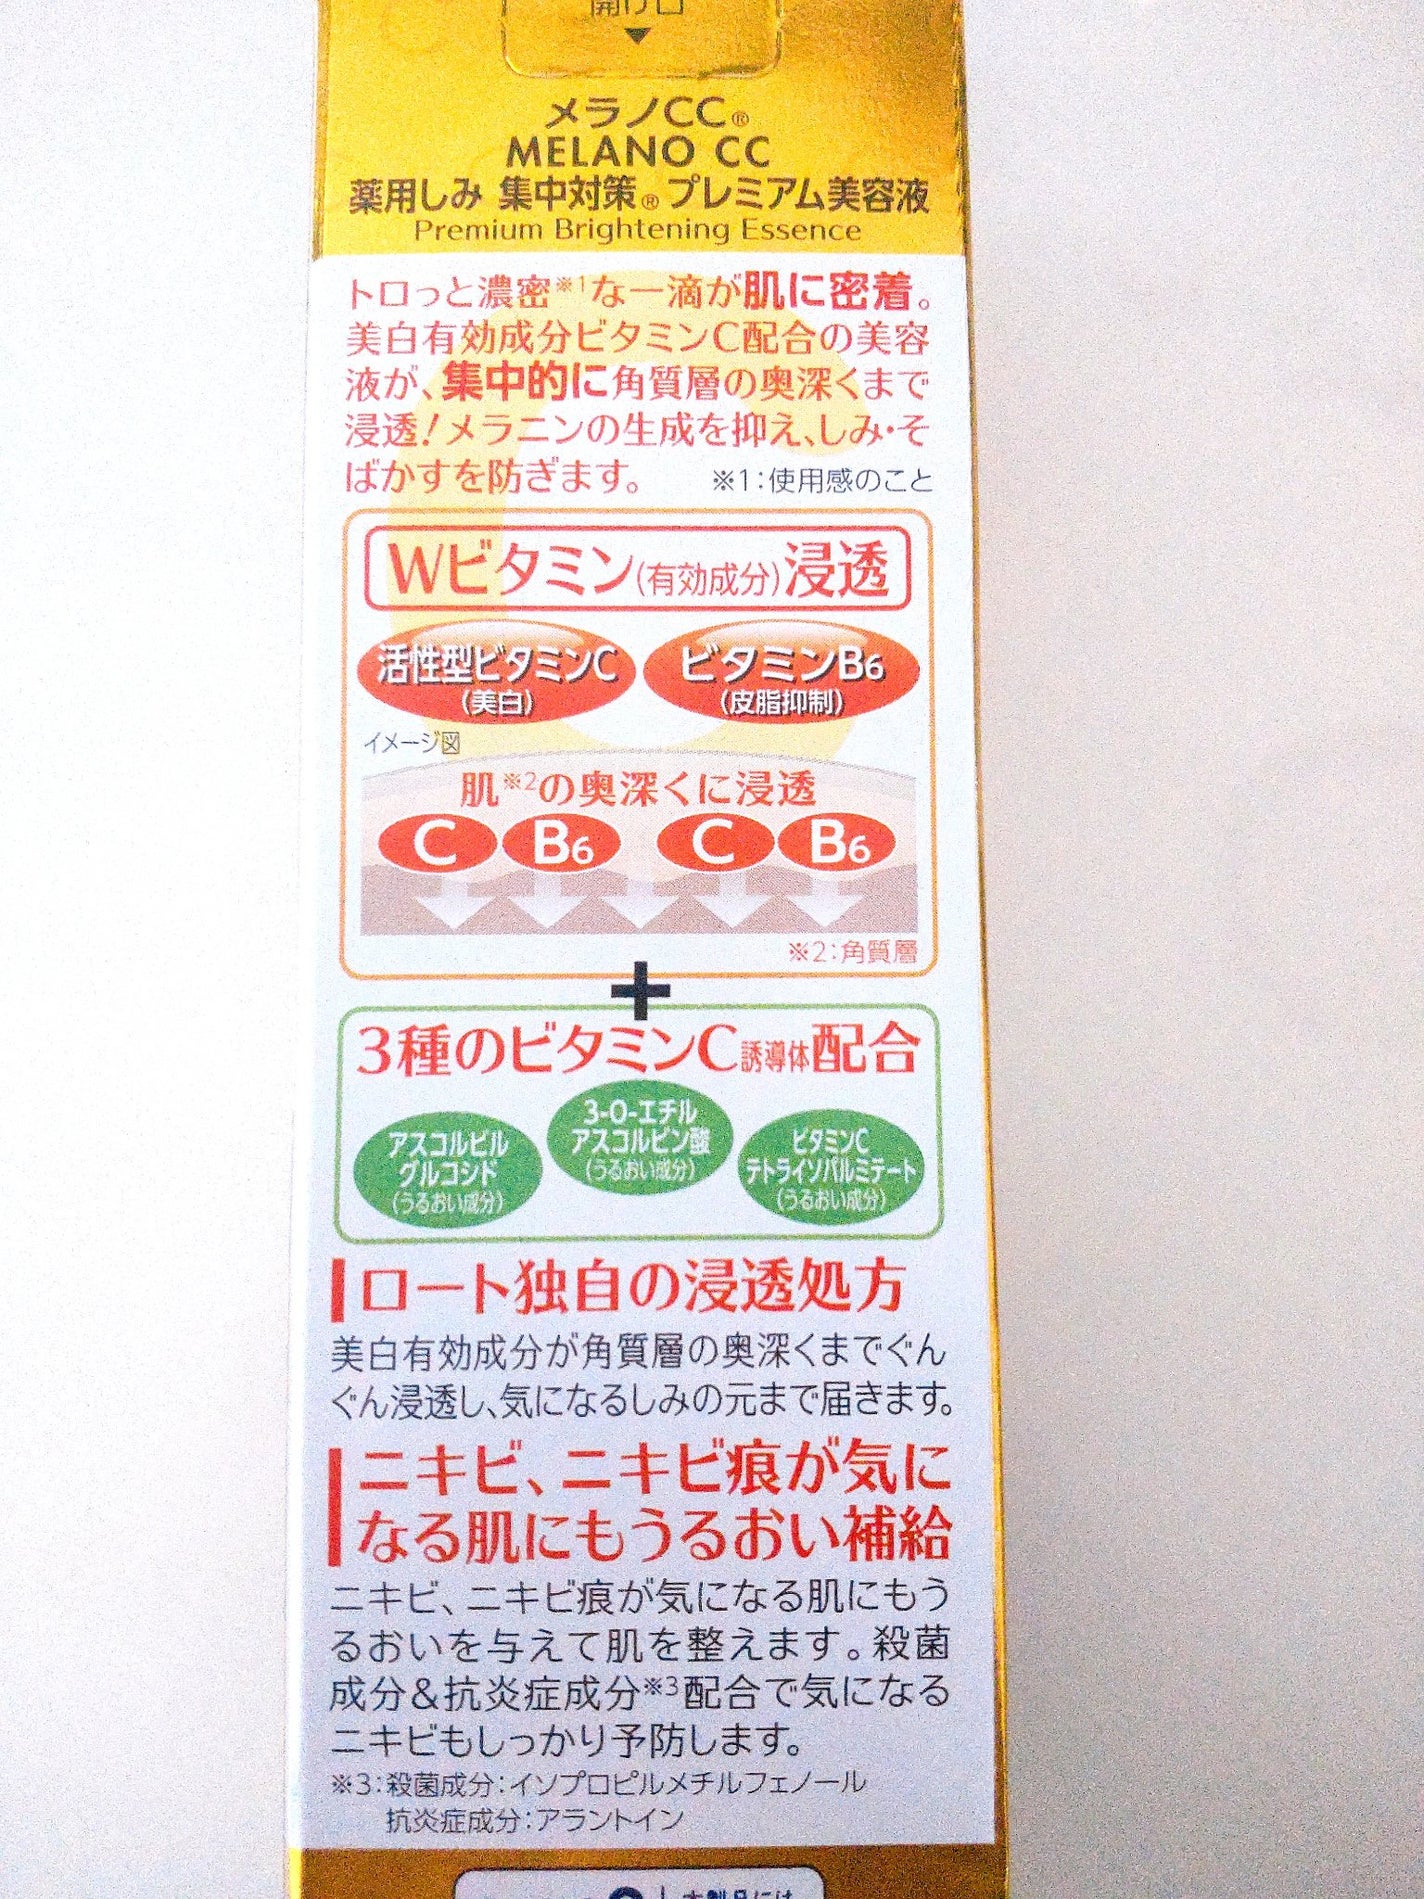 開け口
▼
メラノCC®
MELANO CC
薬用しみ 集中対策® プレミアム美容液
Premium Brightening Essence
トロっと濃密※1な一滴が肌に密着。
美白有効成分ビタミンC配合の美容
液が、集中的に角質層の奥深くまで
浸透!メラニンの生成を抑え、しみ・そ
ばかすを防ぎます。 ※1:使用感のこと
Wビタミン(有効成分)浸透
活性型ビタミンC
(美白)
ビタミンB6
(皮脂抑制)
イメージ図
肌※2の奥深くに浸透
C B6 C B6
※2:角質層
+
3種のビタミンC誘導体配合
アスコルビル
グルコシド
(うるおい成分)
3-O-エチル
アスコルビン酸
(うるおい成分)
ビタミンC
テトライソパルミテート
(うるおい成分)
ロート独自の浸透処方
美白有効成分が角質層の奥深くまでぐん
ぐん浸透し、気になるしみの元まで届きます。
ニキビ、ニキビ痕が気に
なる肌にもうるおい補給
ニキビ、ニキビ痕が気になる肌にもう
るおいを与えて肌を整えます。殺菌
成分&抗炎症成分※3配合で気になる
ニキビもしっかり予防します。
※3:殺菌成分:イソプロピルメチルフェノール
抗炎症成分:アラントイン